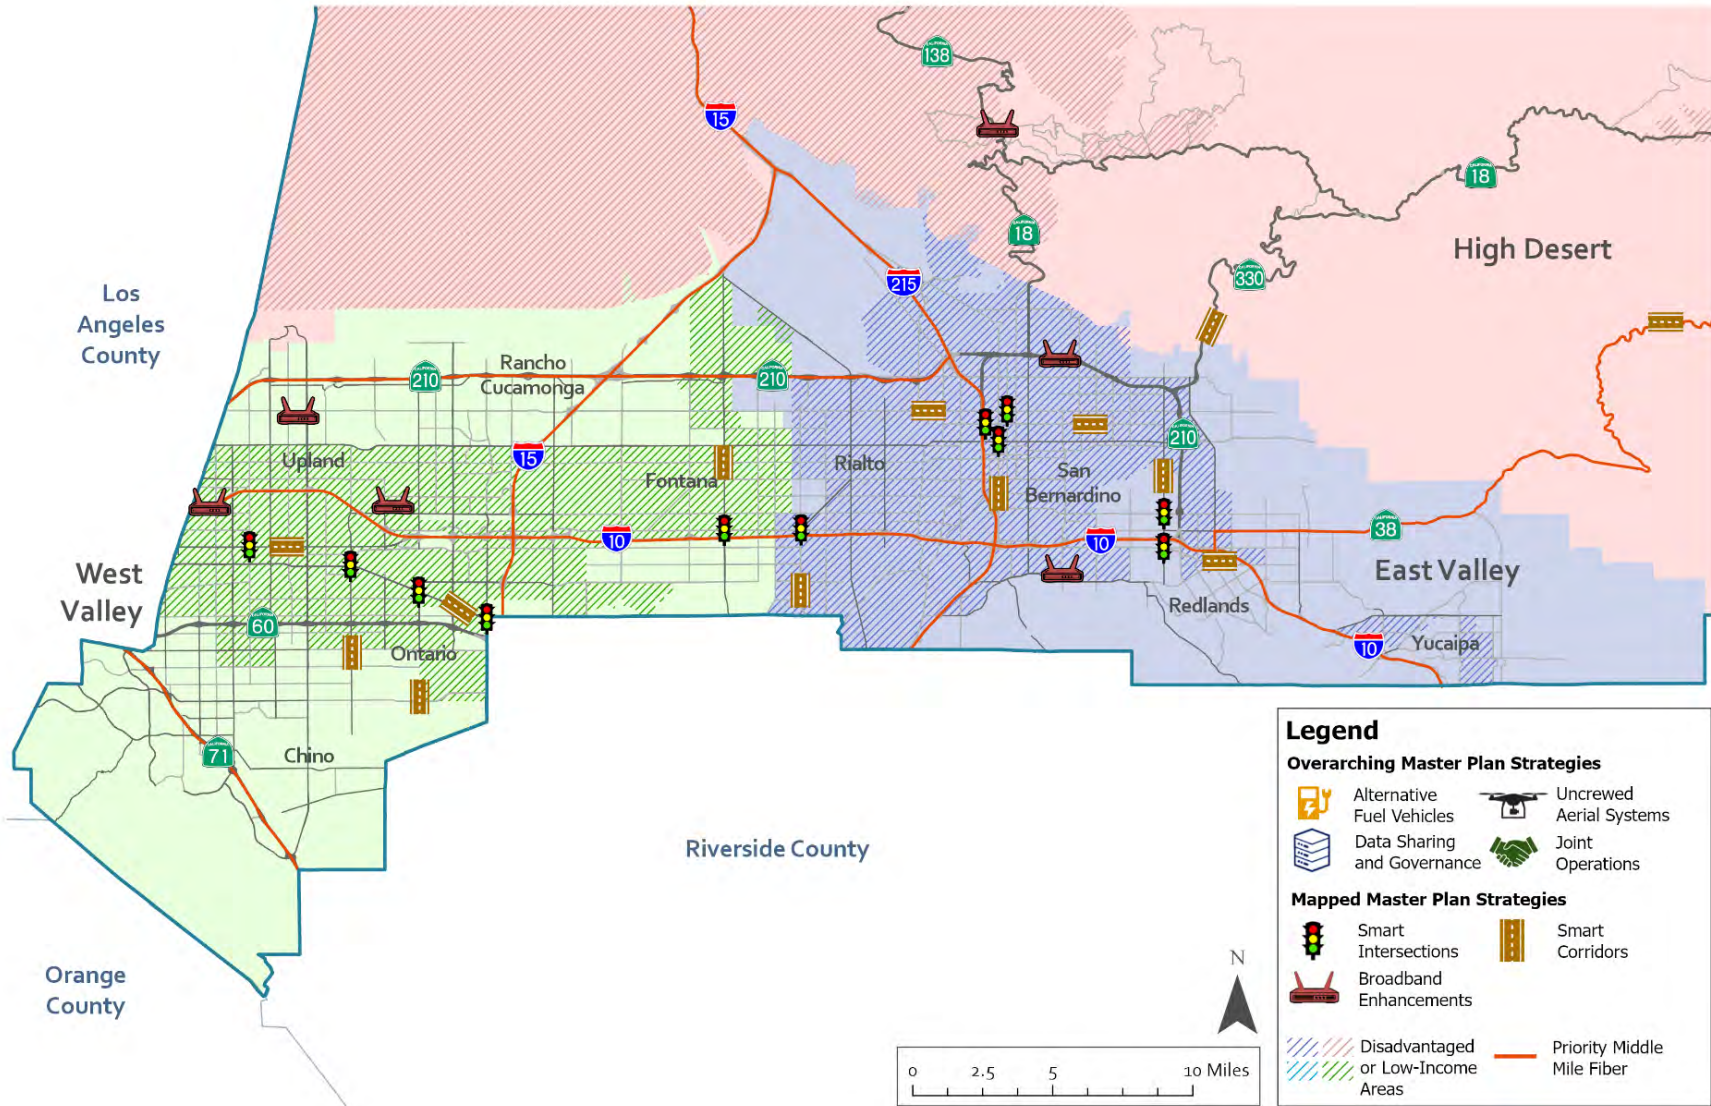 138
15
18
18
High Desert
215
330
Los
Angeles
County
Rancho
Cucamonga
210
210
15
Upland
Fontana
Rialto
San
Bernardino
210
10
10
38
West
Valley
East Valley
Redlands
60
Ontario
10
Yucaipa
71
Chino
Riverside County
Orange
County
N
0 2.5 5 10 Miles
Legend
Overarching Master Plan Strategies
Alternative
Fuel Vehicles
Uncrewed
Aerial Systems
Data Sharing
and Governance
Joint
Operations
Mapped Master Plan Strategies
Smart
Intersections
Smart
Corridors
Broadband
Enhancements
Disadvantaged
or Low-Income
Areas
Priority Middle
Mile Fiber